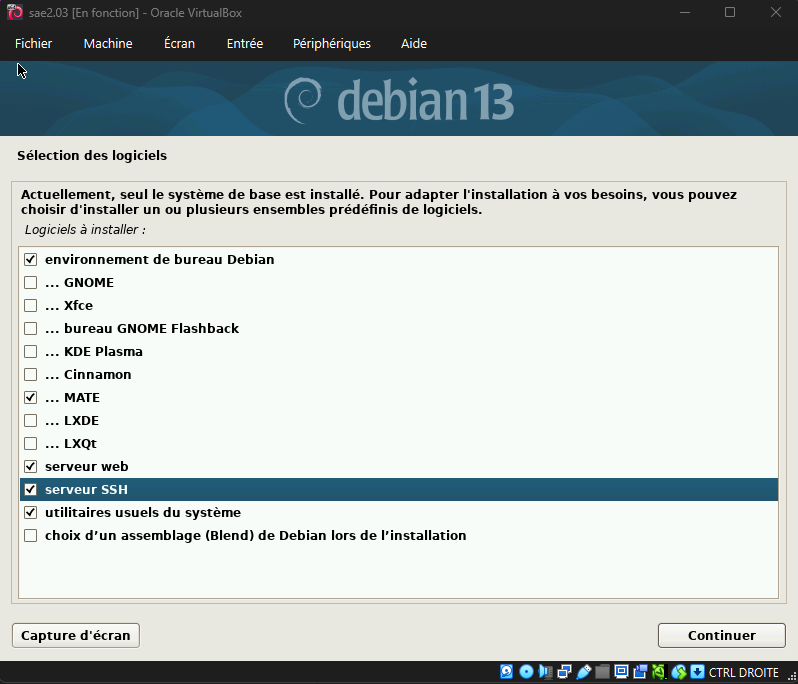 sae2.03 [En fonction] - Oracle VirtualBox
Fichier Machine Écran Entrée Périphériques Aide
debian 13
Sélection des logiciels
Actuellement, seul le système de base est installé. Pour adapter l'installation à vos besoins, vous pouvez
choisir d'installer un ou plusieurs ensembles prédéfinis de logiciels.
Logiciels à installer :
environnement de bureau Debian
... GNOME
... Xfce
... bureau GNOME Flashback
... KDE Plasma
... Cinnamon
... MATE
... LXDE
... LXQt
serveur web
serveur SSH
utilitaires usuels du système
choix d’un assemblage (Blend) de Debian lors de l’installation
Capture d'écran Continuer
CTRL DROITE